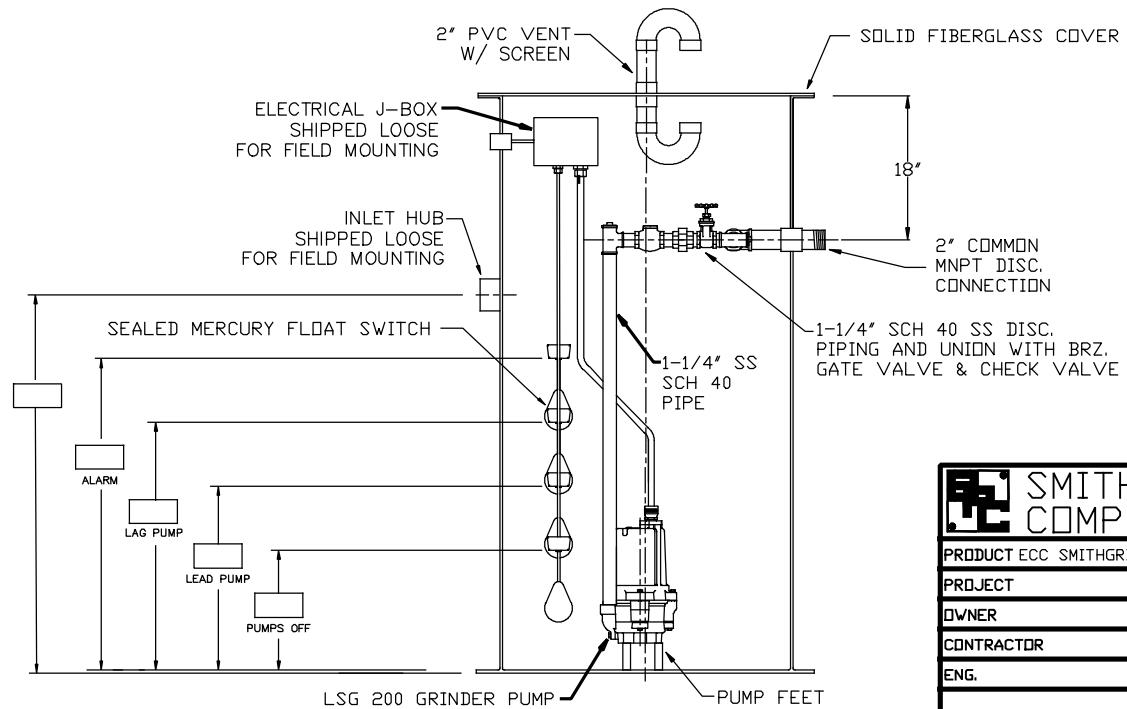 2" PVC VENT
W/ SCREEN
SOLID FIBERGLASS COVER
ELECTRICAL J-BOX
SHIPPED LOOSE
FOR FIELD MOUNTING
18"
INLET HUB
SHIPPED LOOSE
FOR FIELD MOUNTING
2" COMMON
MNPT DISC.
CONNECTION
SEALED MERCURY FLOAT SWITCH
1-1/4" SS
SCH 40
PIPE
1-1/4" SCH 40 SS DISC.
PIPING AND UNION WITH BRZ.
GATE VALVE & CHECK VALVE
ALARM
LAG PUMP
LEAD PUMP
PUMPS OFF
LSG 200 GRINDER PUMP
PUMP FEET
SMITH
COMP
PRODUCT ECC SMITHGR
PROJECT
OWNER
CONTRACTOR
ENG.